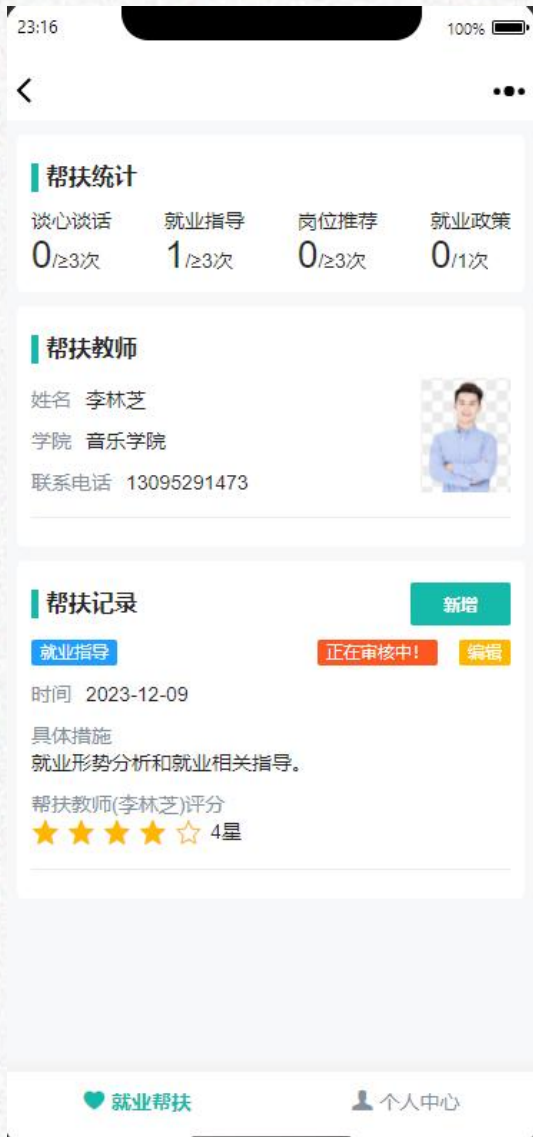 23:16 100%
帮扶统计
谈心谈话 就业指导 岗位推荐 就业政策
0/≥3次 1/≥3次 0/≥3次 0/1次
帮扶教师
姓名 李林芝
学院 音乐学院
联系电话 13095291473
帮扶记录 新增
就业指导 正在审核中! 编辑
时间 2023-12-09
具体措施
就业形势分析和就业相关指导。
帮扶教师(李林芝)评分
4星
就业帮扶 个人中心